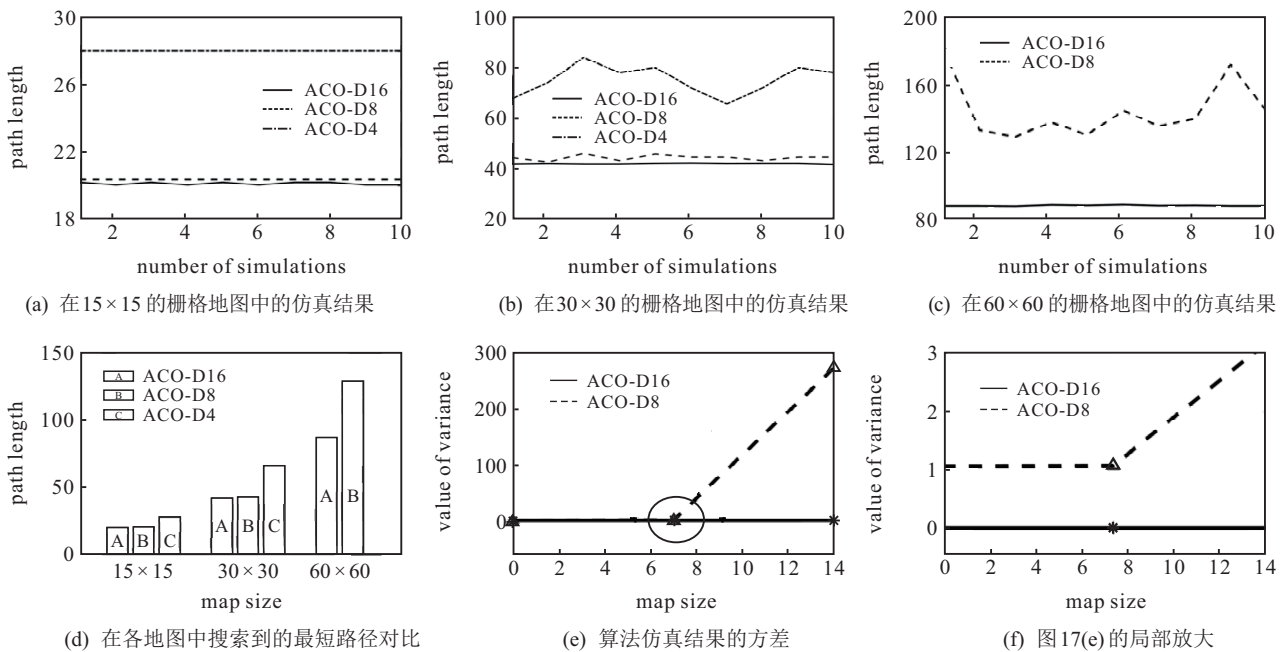 30
26
22
18
path length
ACO-D16
ACO-D8
ACO-D4
2 4 6 8 10
number of simulations
(a) 在15×15 的栅格地图中的仿真结果
100
80
60
40
20
path length
ACO-D16
ACO-D8
ACO-D4
2 4 6 8 10
number of simulations
(b) 在30×30 的栅格地图中的仿真结果
200
160
120
80
path length
ACO-D16
ACO-D8
2 4 6 8 10
number of simulations
(c) 在60×60 的栅格地图中的仿真结果
150
100
50
0
path length
A ACO-D16
B ACO-D8
C ACO-D4
A B C A B C A B
15×15 30×30 60×60
map size
(d) 在各地图中搜索到的最短路径对比
300
200
100
0
value of variance
ACO-D16
ACO-D8
0 2 4 6 8 10 12 14
map size
(e) 算法仿真结果的方差
3
2
1
0
value of variance
ACO-D16
ACO-D8
0 2 4 6 8 10 12 14
map size
(f) 图17(e)的局部放大